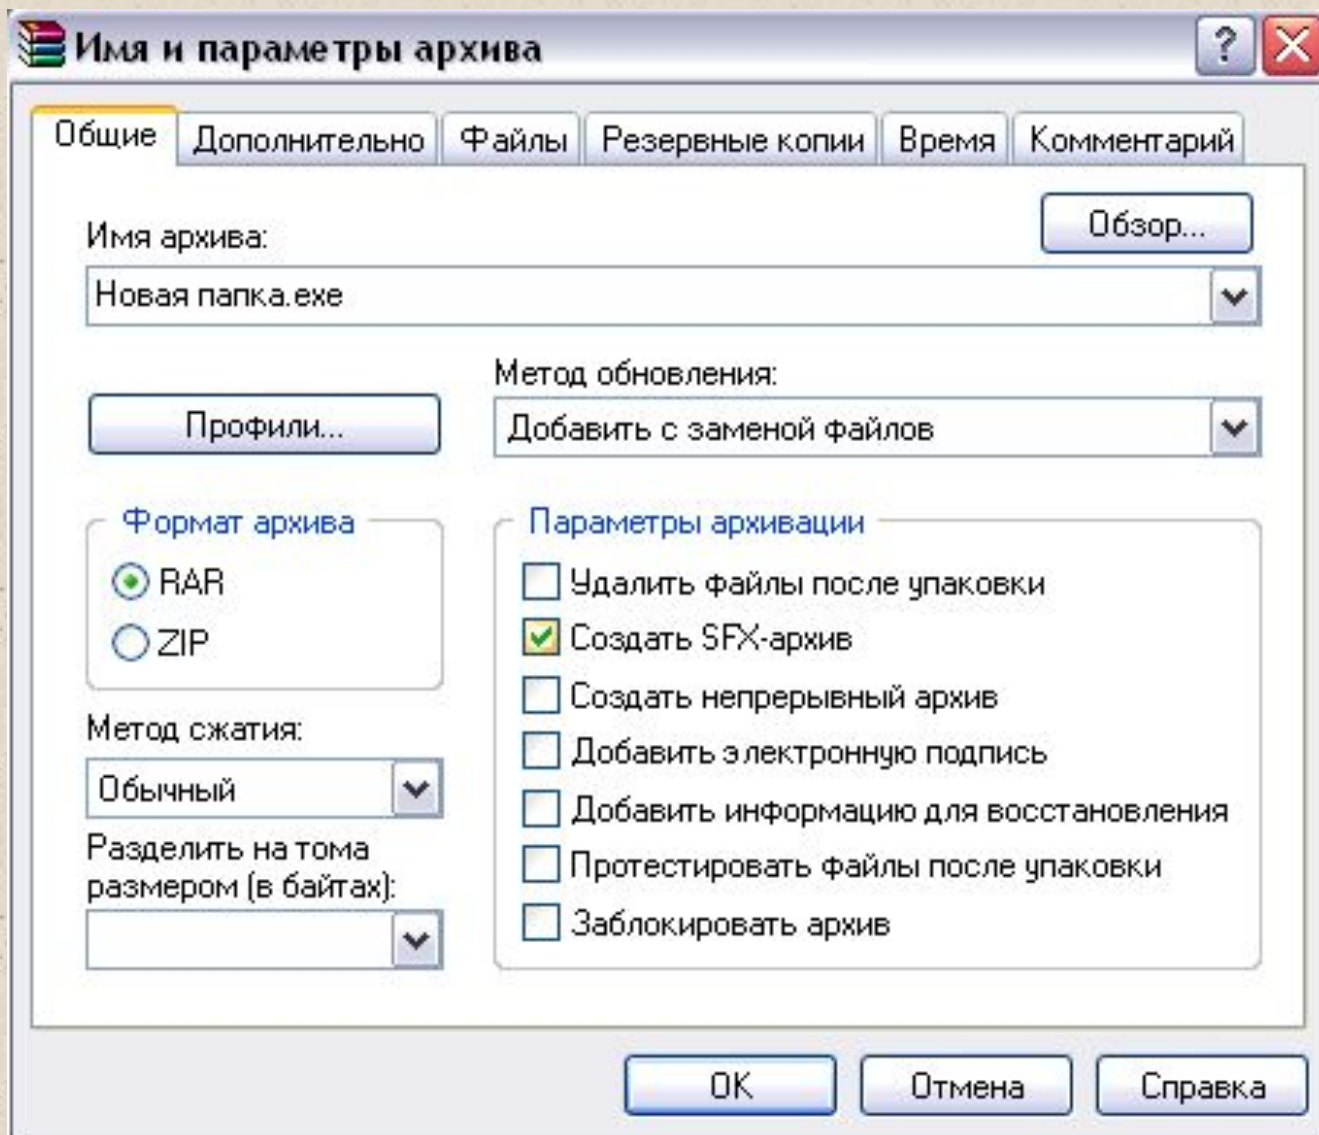 Имя и параметры архива
Общие Дополнительно Файлы Резервные копии Время Комментарий
Обзор...
Имя архива:
Новая папка.exe
Метод обновления:
Профили...
Добавить с заменой файлов
Формат архива
RAR
ZIP
Метод сжатия:
Обычный
Разделить на тома
размером (в байтах):
Параметры архивации
Удалить файлы после упаковки
Создать SFX-архив
Создать непрерывный архив
Добавить электронную подпись
Добавить информацию для восстановления
Протестировать файлы после упаковки
Заблокировать архив
OK Отмена Справка